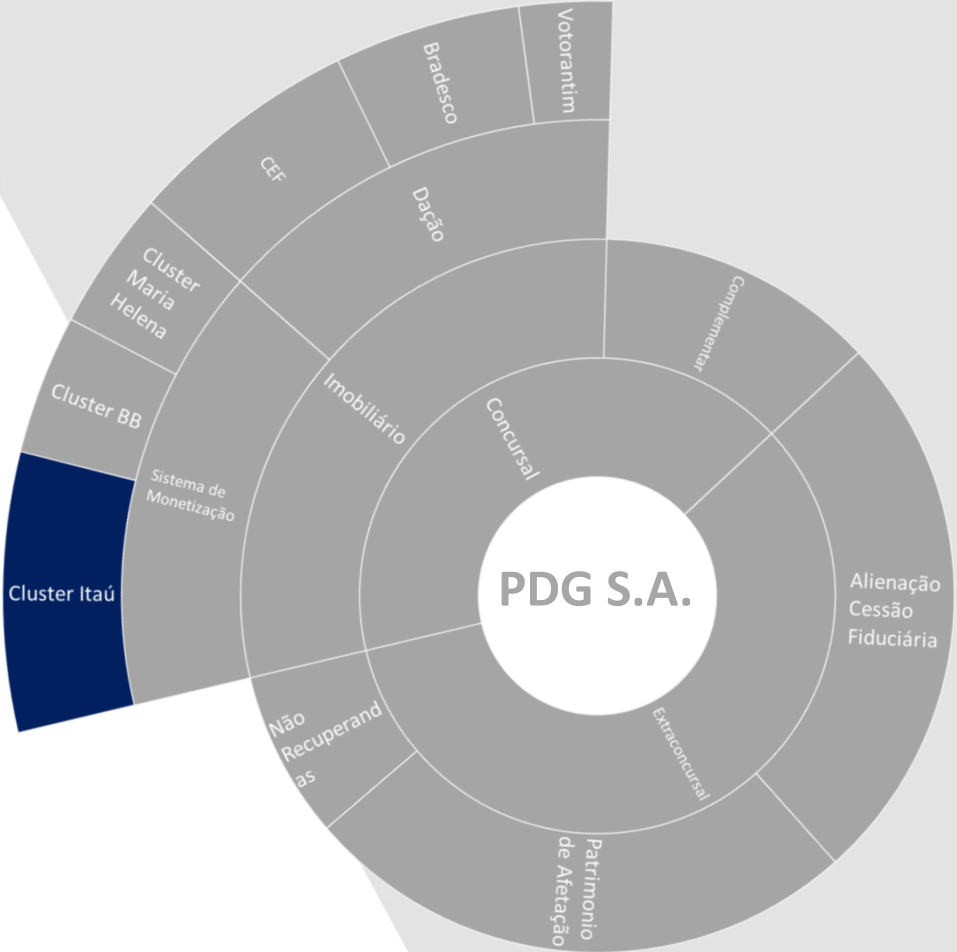 Votorantim
Bradesco
CEF
Dação
Cluster
Maria
Helena
Complementar
Cluster BB
Imobiliário
Concursal
Sistema de
Monetização
Cluster Itaú
PDG S.A.
Alienação
Cessão
Fiduciária
Não
Recuperand
as
Extraconcursal
Patrimonio
de Afetação